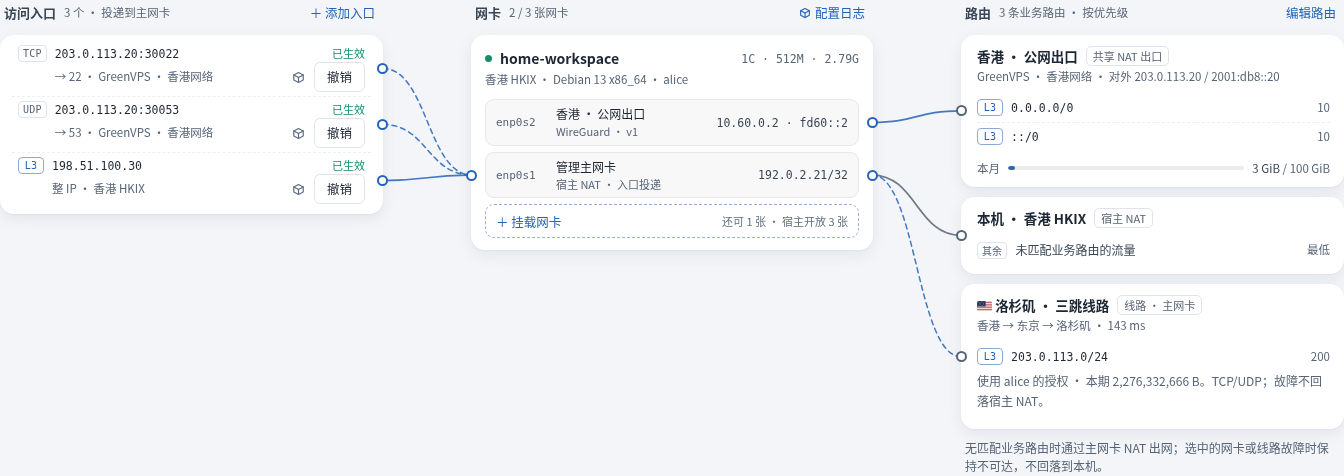 访问入口 3 个 · 投递到主网卡 + 添加入口
TCP 203.0.113.20:30022 已生效
→ 22 · GreenVPS · 香港网络 撤销
UDP 203.0.113.20:30053 已生效
→ 53 · GreenVPS · 香港网络 撤销
L3 198.51.100.30 已生效
整 IP · 香港 HKIX 撤销
网卡 2 / 3 张网卡 配置日志
home-workspace 1C · 512M · 2.79G
香港 HKIX · Debian 13 x86_64 · alice
enp0s2 香港 · 公网出口 10.60.0.2 · fd60::2
WireGuard · v1
enp0s1 管理主网卡 192.0.2.21/32
宿主 NAT · 入口投递
+ 挂载网卡 还可 1 张 · 宿主开放 3 张
路由 3 条业务路由 · 按优先级 编辑路由
香港 · 公网出口 共享 NAT 出口
GreenVPS · 香港网络 · 对外 203.0.113.20 / 2001:db8::20
L3 0.0.0.0/0 10
L3 ::/0 10
本月 3 GiB / 100 GiB
本机 · 香港 HKIX 宿主 NAT
其余 未匹配业务路由的流量 最低
洛杉矶 · 三跳线路 线路 · 主网卡
香港 → 东京 → 洛杉矶 · 143 ms
L3 203.0.113.0/24 200
使用 alice 的授权 · 本期 2,276,332,666 B。TCP/UDP；故障不回
落宿主 NAT。
无匹配业务路由时通过主网卡 NAT 出网；选中的网卡或线路故障时保
持不可达，不回落到本机。